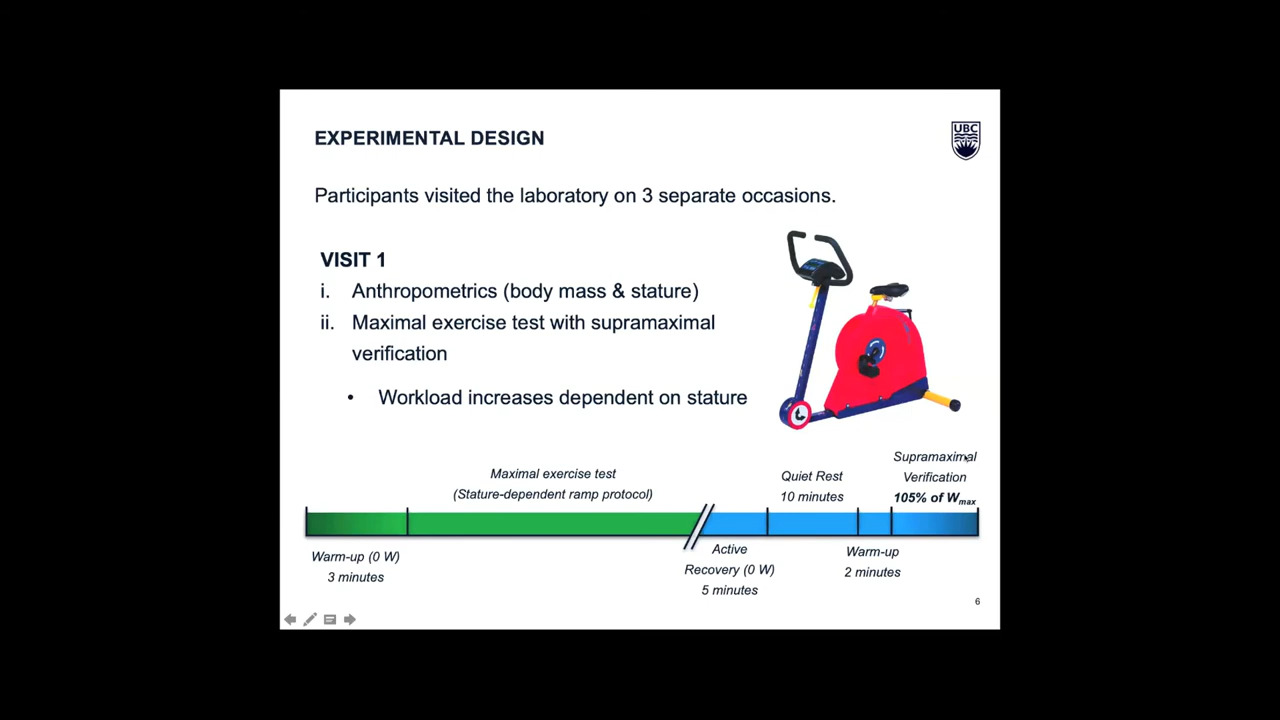 EXPERIMENTAL DESIGN
UBC
Participants visited the laboratory on 3 separate occasions.
VISIT 1
i. Anthropometrics (body mass & stature)
ii. Maximal exercise test with supramaximal
verification
• Workload increases dependent on stature
Maximal exercise test
(Stature-dependent ramp protocol)
Quiet Rest
10 minutes
Supramaximal
Verification
105% of Wmax
Warm-up (0 W)
3 minutes
Active
Recovery (0 W)
5 minutes
Warm-up
2 minutes
6